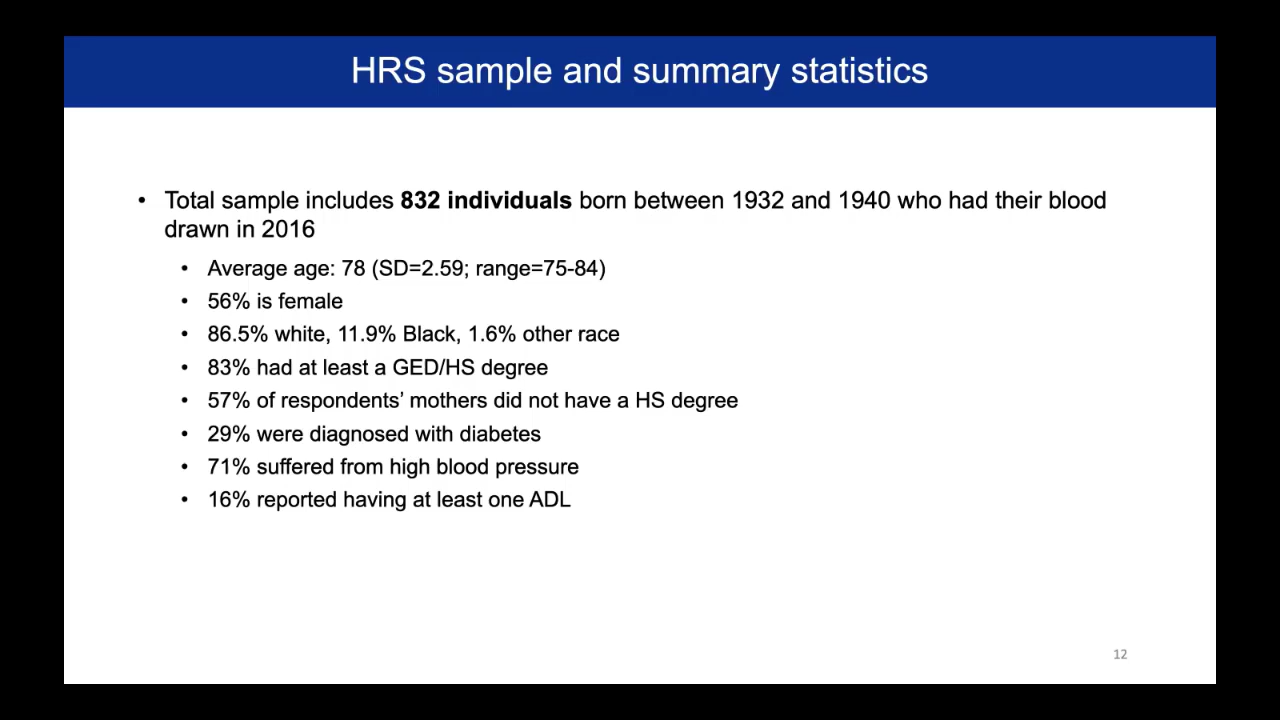 HRS sample and summary statistics
• Total sample includes 832 individuals born between 1932 and 1940 who had their blood
drawn in 2016
• Average age: 78 (SD=2.59; range=75-84)
• 56% is female
• 86.5% white, 11.9% Black, 1.6% other race
• 83% had at least a GED/HS degree
• 57% of respondents’ mothers did not have a HS degree
• 29% were diagnosed with diabetes
• 71% suffered from high blood pressure
• 16% reported having at least one ADL
12